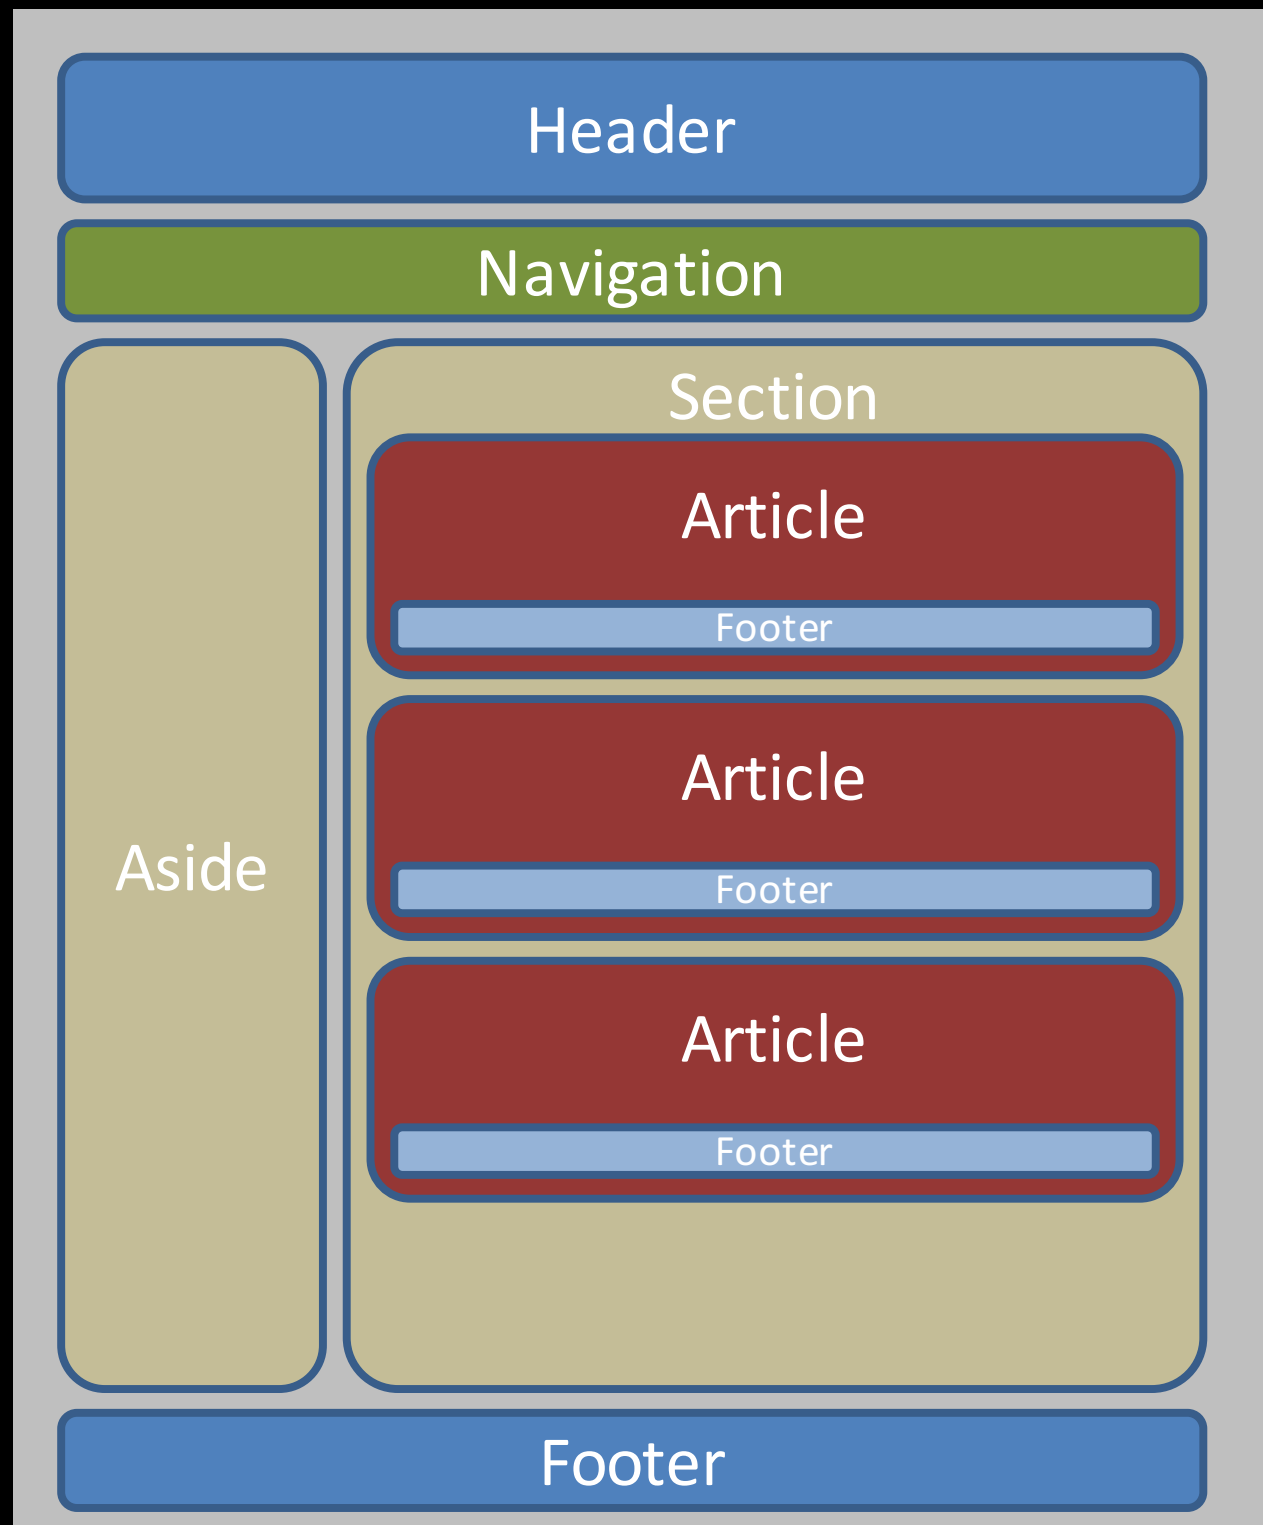 Header
Navigation
Aside
Section
Article
Footer
Article
Footer
Article
Footer
Footer